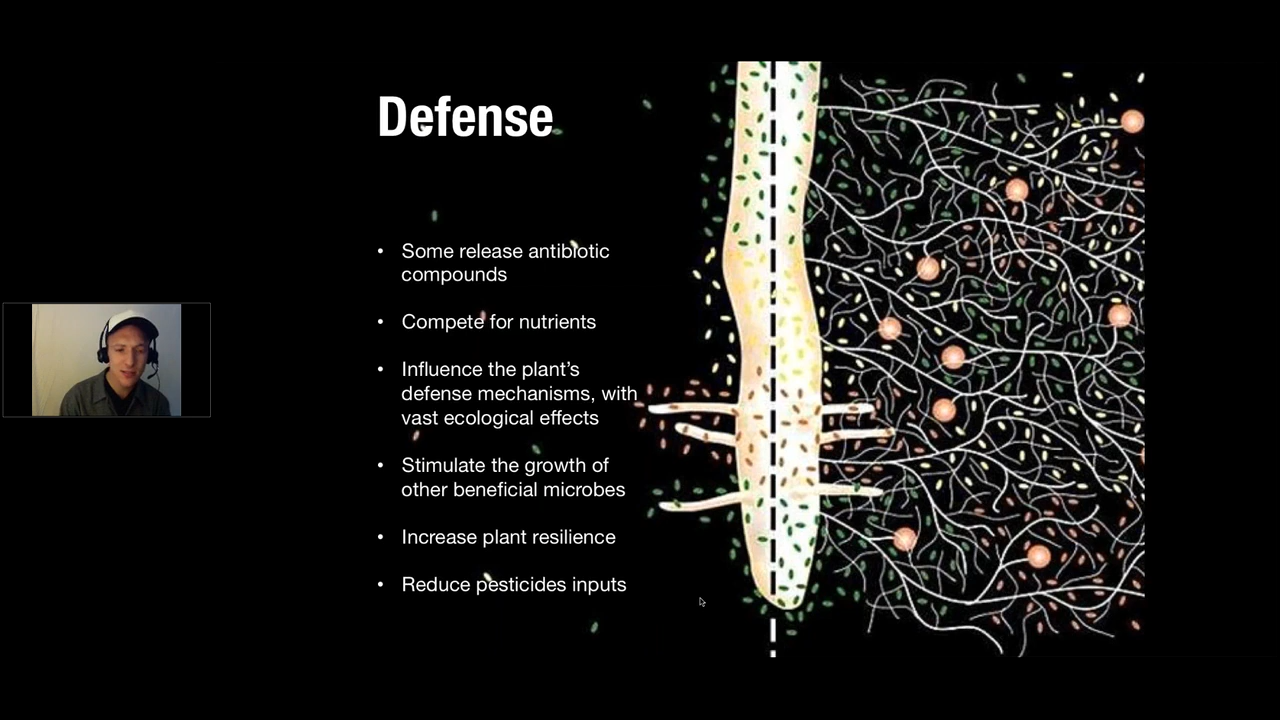 Defense
• Some release antibiotic
compounds
• Compete for nutrients
• Influence the plant’s
defense mechanisms, with
vast ecological effects
• Stimulate the growth of
other beneficial microbes
• Increase plant resilience
• Reduce pesticides inputs